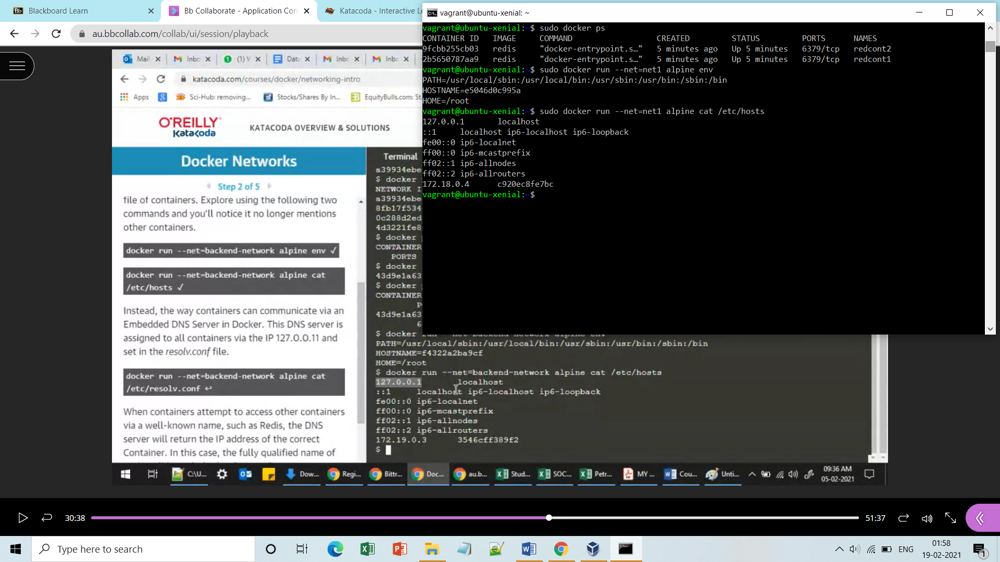 Blackboard Learn
Bb Collaborate - Application Con
Katacoda - Interactive Le
au.bbcollab.com/collab/ui/session/playback
Mail
Inbc
(1) V
Data
Inbc
Inbc
katacoda.com/courses/docker/networking-intro
Apps
Sci-Hub: removing...
Stocks/Shares By In...
EquityBulls.com: St
O'REILLY
Katacoda
KATACODA OVERVIEW & SOLUTIONS
Docker Networks
Step 2 of 5
file of containers. Explore using the following two
commands and you'll notice it no longer mentions
other containers.
docker run --net=backend-network alpine env ✓
docker run --net=backend-network alpine cat
/etc/hosts ✓
Instead, the way containers can communicate via an
Embedded DNS Server in Docker. This DNS server is
assigned to all containers via the IP 127.0.0.11 and
set in the resolv.conf file.
docker run --net=backend-network alpine cat
/etc/resolv.conf ↩
When containers attempt to access other containers
via a well-known name, such as Redis, the DNS
server will return the IP address of the correct
Container. In this case, the fully qualified name of
Terminal
a39934ebe
$ docker
NETWORK I
a39934ebe
8fb17f534
0c288d2ed
4d3221fe8
$ docker p
CONTAINER
PORTS
$ docker
43d9e1a63
$ docker p
CONTAINER
P
43d9e1a63
6
$ docker run --net=backend-network alpine env
PATH=/usr/local/sbin:/usr/local/bin:/usr/sbin:/usr/bin:/sbin:/bin
HOSTNAME=f4322a2ba9cf
HOME=/root
$ docker run --net=backend-network alpine cat /etc/hosts
127.0.0.1 localhost
::1 localhost ip6-localhost ip6-loopback
fe00::0 ip6-localnet
ff00::0 ip6-mcastprefix
ff02::1 ip6-allnodes
ff02::2 ip6-allrouters
172.19.0.3 3546cff389f2
$
vagrant@ubuntu-xenial: ~
vagrant@ubuntu-xenial:~$ sudo docker ps
CONTAINER ID IMAGE COMMAND CREATED STATUS PORTS NAMES
9fcbb255cb03 redis "docker-entrypoint.s…" 5 minutes ago Up 5 minutes 6379/tcp redcont2
2b5650787aa9 redis "docker-entrypoint.s…" 5 minutes ago Up 5 minutes 6379/tcp redcont1
vagrant@ubuntu-xenial:~$ sudo docker run --net=net1 alpine env
PATH=/usr/local/sbin:/usr/local/bin:/usr/sbin:/usr/bin:/sbin:/bin
HOSTNAME=e5046d0c995a
HOME=/root
vagrant@ubuntu-xenial:~$ sudo docker run --net=net1 alpine cat /etc/hosts
127.0.0.1 localhost
::1 localhost ip6-localhost ip6-loopback
fe00::0 ip6-localnet
ff00::0 ip6-mcastprefix
ff02::1 ip6-allnodes
ff02::2 ip6-allrouters
172.18.0.4 c920ec8fe7bc
vagrant@ubuntu-xenial:~$
C:\U...
Dow...
Regi...
Bittr...
Doc...
au.b...
Stud...
SOC...
Petr...
MY ...
Cou...
Unti...
09:36 AM
05-02-2021
30:38
51:37
Type here to search
ENG
01:58
19-02-2021
1